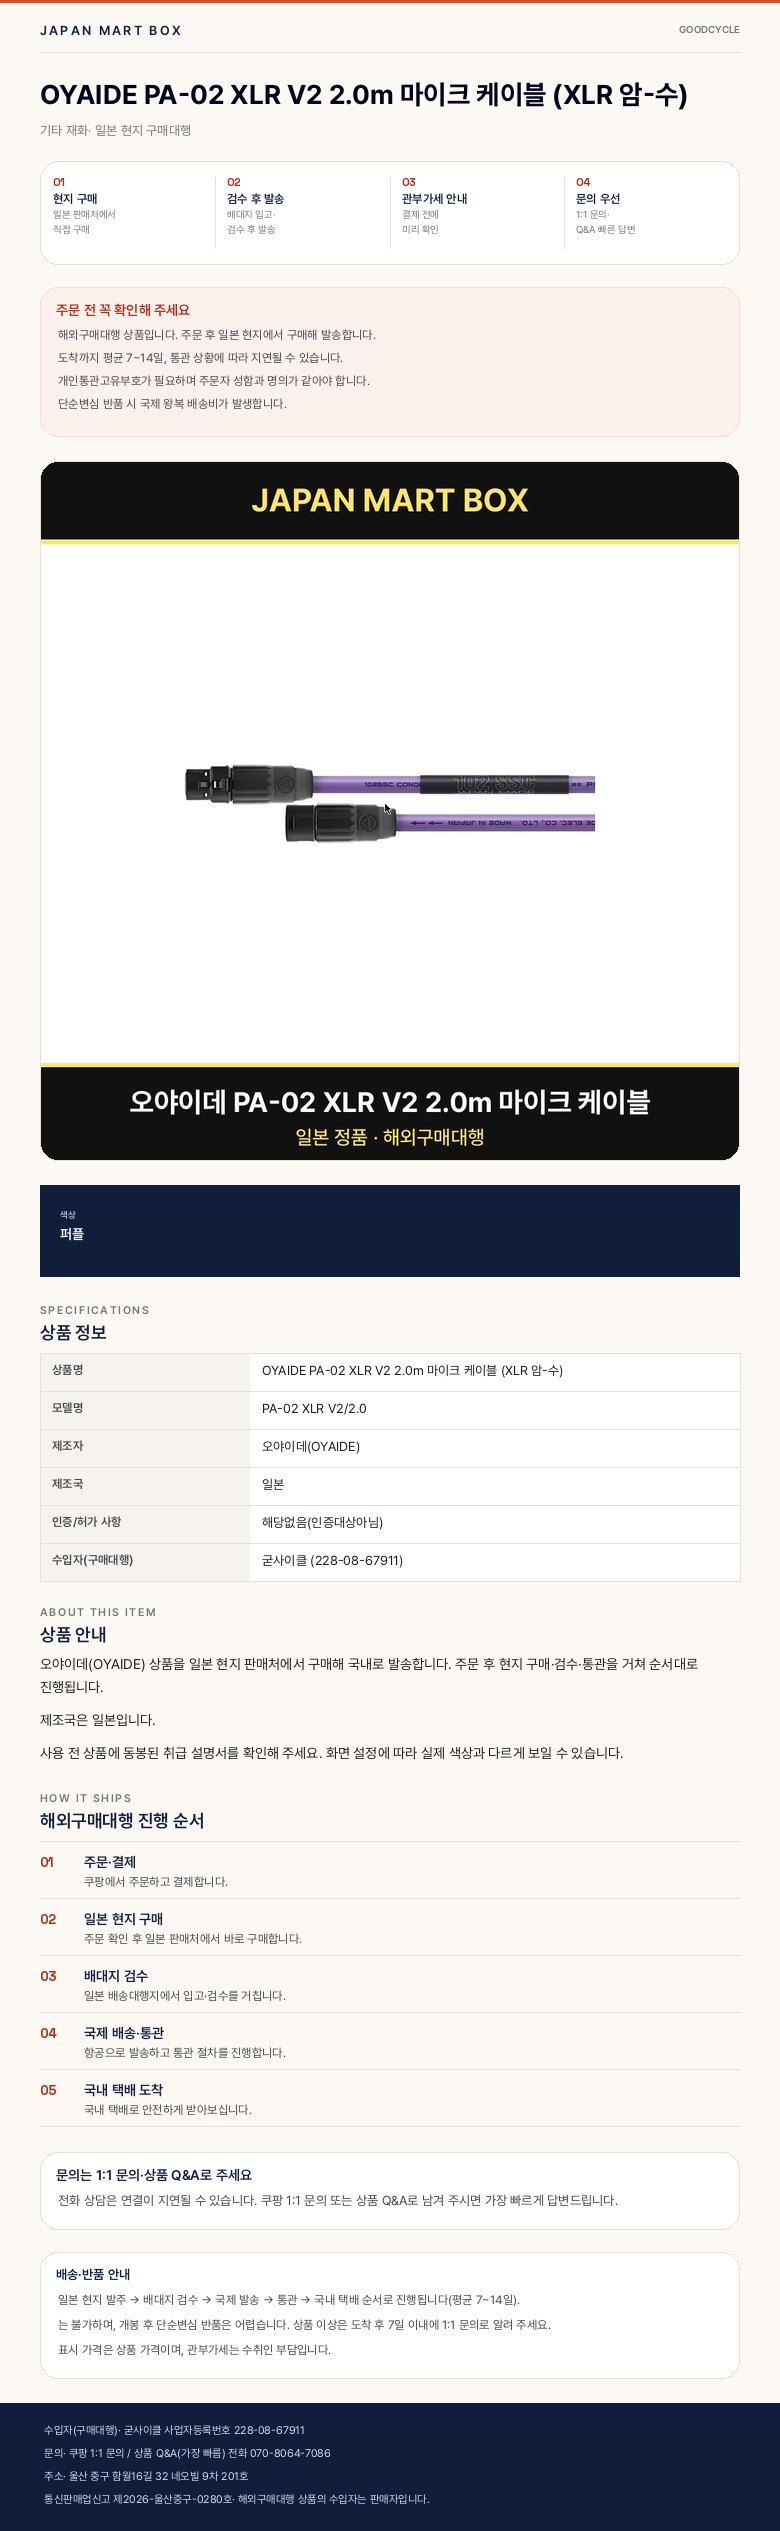 JAPAN MART BOX
GOODCYCLE
OYAIDE PA-02 XLR V2 2.0m 마이크 케이블 (XLR 암-수)
기타 재화· 일본 현지 구매대행
01
현지 구매
일본 판매처에서
직접 구매
02
검수 후 발송
배대지 입고·
검수 후 발송
03
관부가세 안내
결제 전에
미리 확인
04
문의 우선
1:1 문의·
Q&A 빠른 답변
주문 전 꼭 확인해 주세요
해외구매대행 상품입니다. 주문 후 일본 현지에서 구매해 발송합니다.
도착까지 평균 7~14일, 통관 상황에 따라 지연될 수 있습니다.
개인통관고유부호가 필요하며 주문자 성함과 명의가 같아야 합니다.
단순변심 반품 시 국제 왕복 배송비가 발생합니다.
JAPAN MART BOX
102SSC
102 SSC
MADE IN JAPAN
오야이데 PA-02 XLR V2 2.0m 마이크 케이블
일본 정품 · 해외구매대행
색상
퍼플
SPECIFICATIONS
상품 정보
상품명 OYAIDE PA-02 XLR V2 2.0m 마이크 케이블 (XLR 암-수)
모델명 PA-02 XLR V2/2.0
제조자 오야이데(OYAIDE)
제조국 일본
인증/허가 사항 해당없음(인증대상아님)
수입자(구매대행) 굳사이클 (228-08-67911)
ABOUT THIS ITEM
상품 안내
오야이데(OYAIDE) 상품을 일본 현지 판매처에서 구매해 국내로 발송합니다. 주문 후 현지 구매·검수·통관을 거쳐 순서대로
진행됩니다.
제조국은 일본입니다.
사용 전 상품에 동봉된 취급 설명서를 확인해 주세요. 화면 설정에 따라 실제 색상과 다르게 보일 수 있습니다.
HOW IT SHIPS
해외구매대행 진행 순서
01 주문·결제
쿠팡에서 주문하고 결제합니다.
02 일본 현지 구매
주문 확인 후 일본 판매처에서 바로 구매합니다.
03 배대지 검수
일본 배송대행지에서 입고·검수를 거칩니다.
04 국제 배송·통관
항공으로 발송하고 통관 절차를 진행합니다.
05 국내 택배 도착
국내 택배로 안전하게 받아보십니다.
문의는 1:1 문의·상품 Q&A로 주세요
전화 상담은 연결이 지연될 수 있습니다. 쿠팡 1:1 문의 또는 상품 Q&A로 남겨 주시면 가장 빠르게 답변드립니다.
배송·반품 안내
일본 현지 발주 → 배대지 검수 → 국제 발송 → 통관 → 국내 택배 순서로 진행됩니다(평균 7~14일).
는 불가하며, 개봉 후 단순변심 반품은 어렵습니다. 상품 이상은 도착 후 7일 이내에 1:1 문의로 알려 주세요.
표시 가격은 상품 가격이며, 관부가세는 수취인 부담입니다.
수입자(구매대행)· 굳사이클 사업자등록번호 228-08-67911
문의· 쿠팡 1:1 문의 / 상품 Q&A(가장 빠름) 전화 070-8064-7086
주소· 울산 중구 함월16길 32 네오빌 9차 201호
통신판매업신고 제2026-울산중구-0280호· 해외구매대행 상품의 수입자는 판매자입니다.